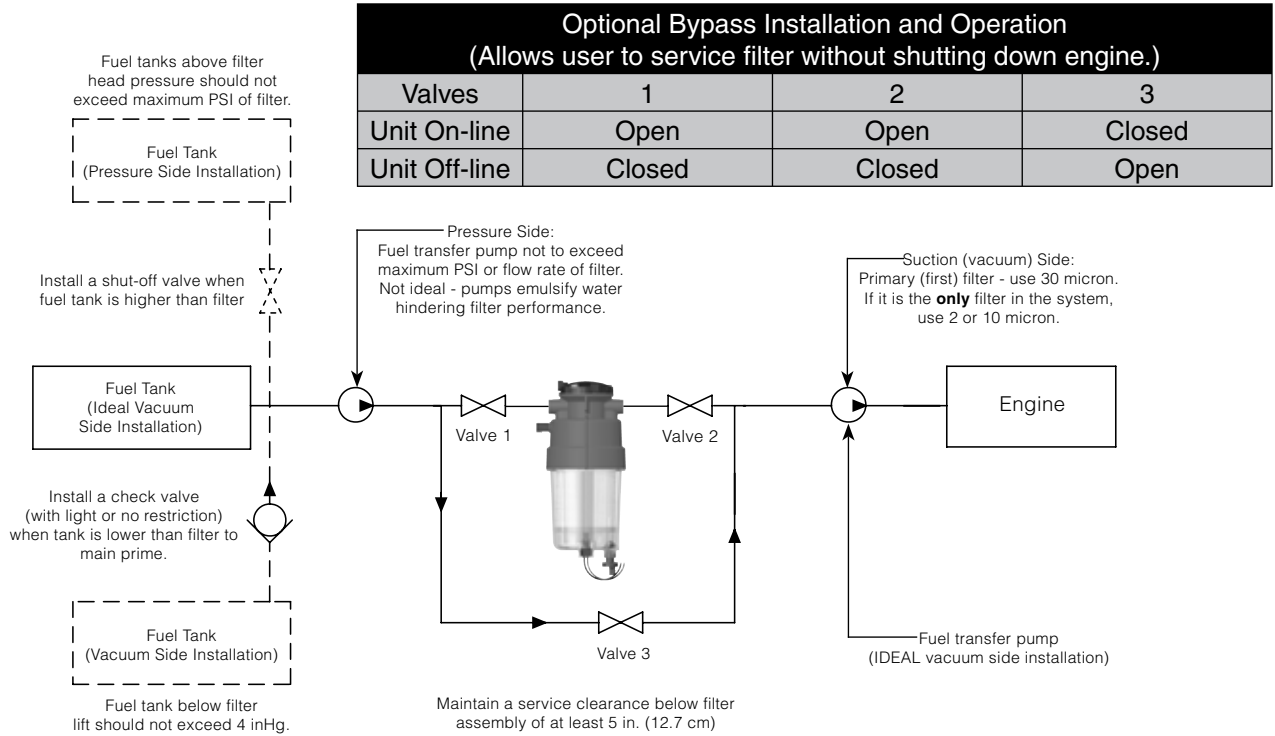 Optional Bypass Installation and Operation
(Allows user to service filter without shutting down engine.)
Valves 1 2 3
Unit On-line Open Open Closed
Unit Off-line Closed Closed Open
Fuel tanks above filter
head pressure should not
exceed maximum PSI of filter.
Fuel Tank
(Pressure Side Installation)
Install a shut-off valve when
fuel tank is higher than filter
Pressure Side:
Fuel transfer pump not to exceed
maximum PSI or flow rate of filter.
Not ideal - pumps emulsify water
hindering filter performance.
Suction (vacuum) Side:
Primary (first) filter - use 30 micron.
If it is the only filter in the system,
use 2 or 10 micron.
Fuel Tank
(Ideal Vacuum
Side Installation)
Valve 1
Valve 2
Engine
Install a check valve
(with light or no restriction)
when tank is lower than filter to
main prime.
Fuel Tank
(Vacuum Side Installation)
Valve 3
Fuel transfer pump
(IDEAL vacuum side installation)
Fuel tank below filter
lift should not exceed 4 inHg.
Maintain a service clearance below filter
assembly of at least 5 in. (12.7 cm)